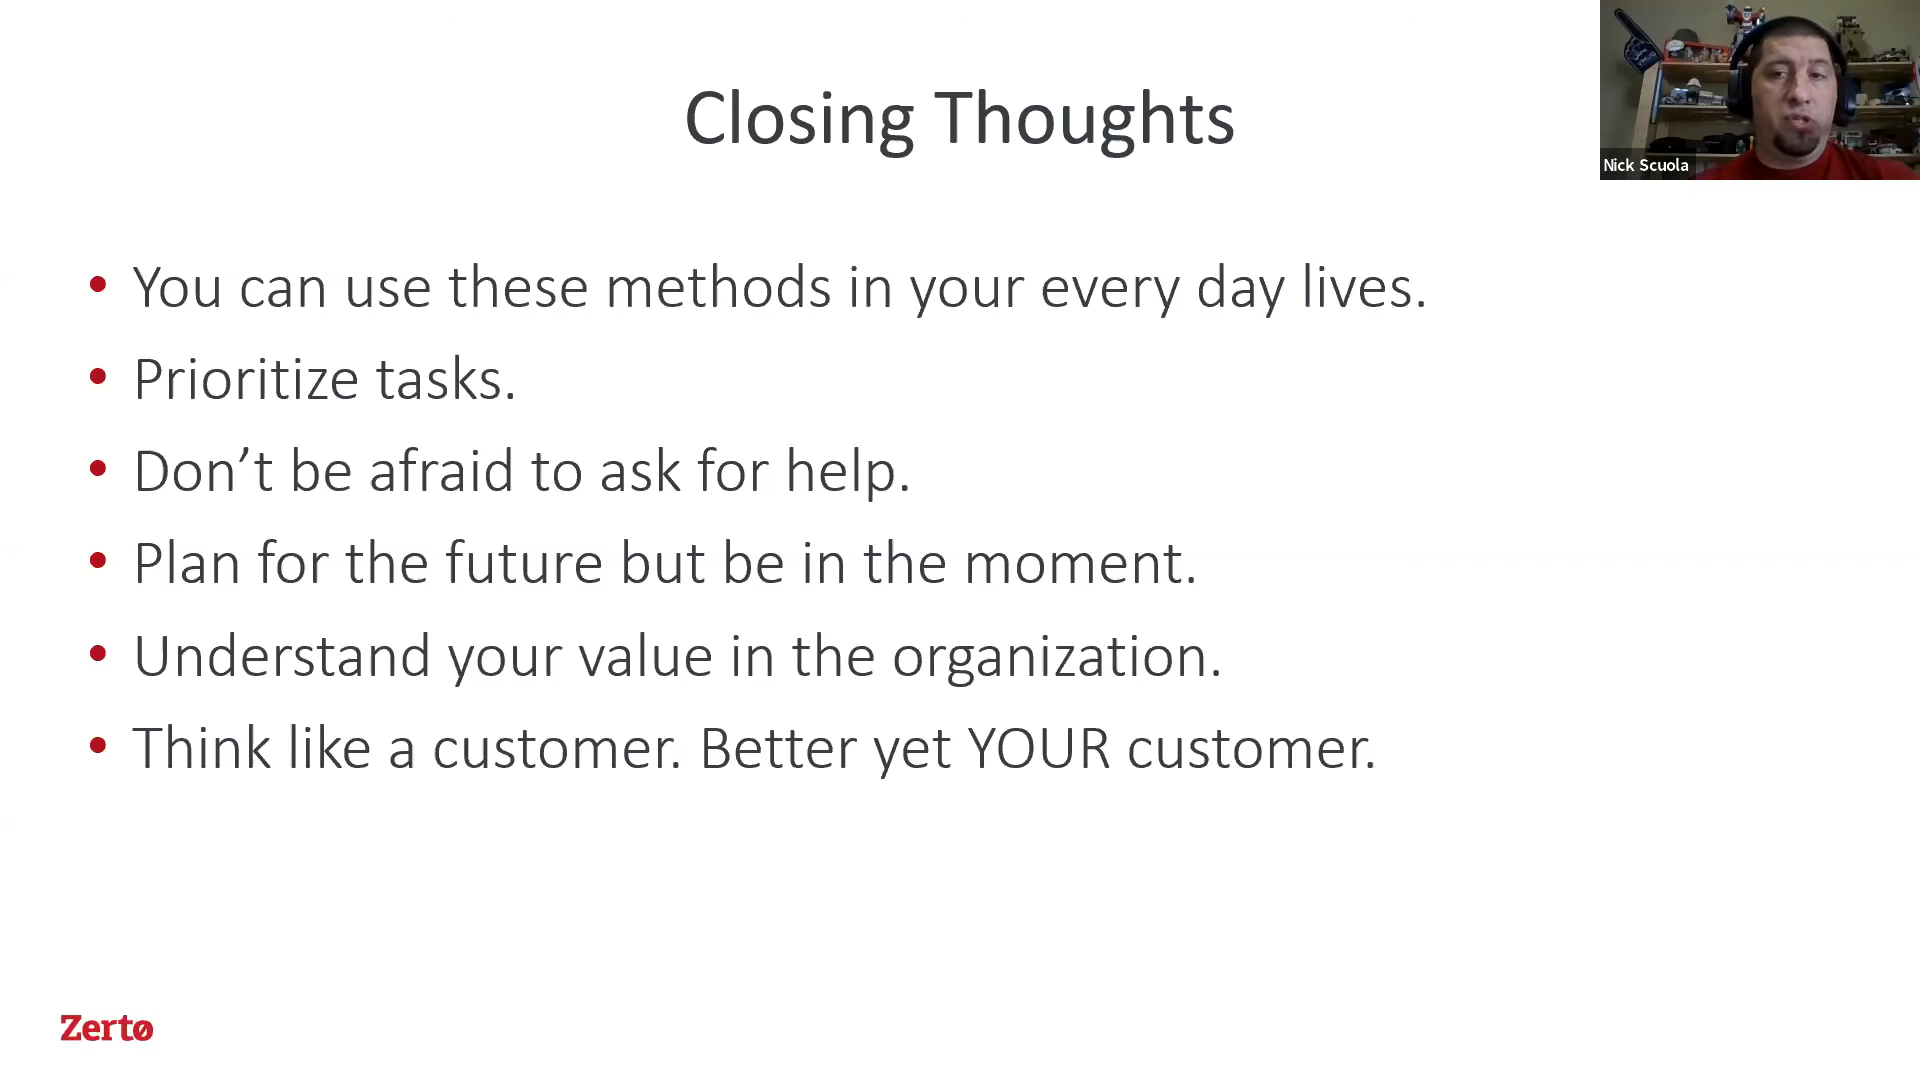 Closing Thoughts
Nick Scuola
• You can use these methods in your every day lives.
• Prioritize tasks.
• Don’t be afraid to ask for help.
• Plan for the future but be in the moment.
• Understand your value in the organization.
• Think like a customer. Better yet YOUR customer.
Zerto